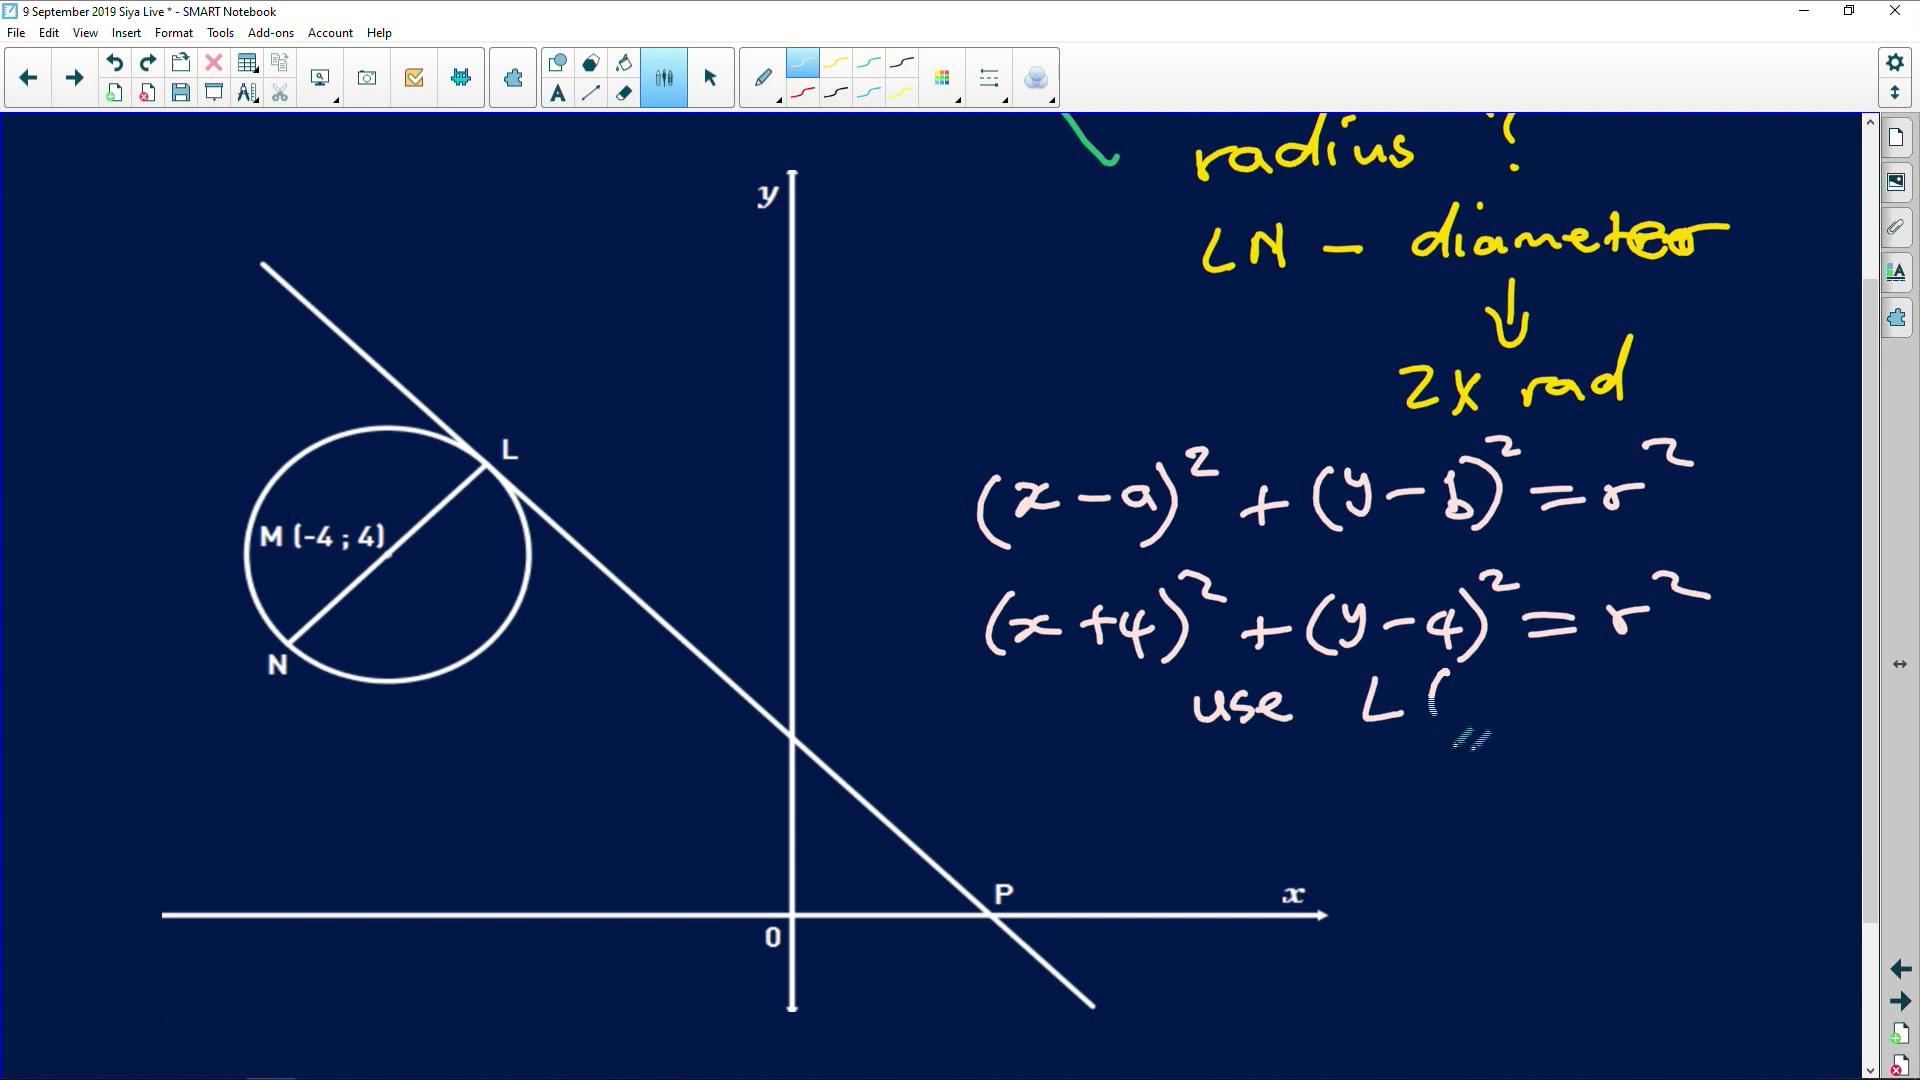 9 September 2019 Siya Live * - SMART Notebook
File Edit View Insert Format Tools Add-ons Account Help
radius ?
LN - diameter
2x rad
(x - a)² + (y - b)² = r²
(x + 4)² + (y - 4)² = r²
use L (
y
L
M (-4 ; 4)
N
P
x
0